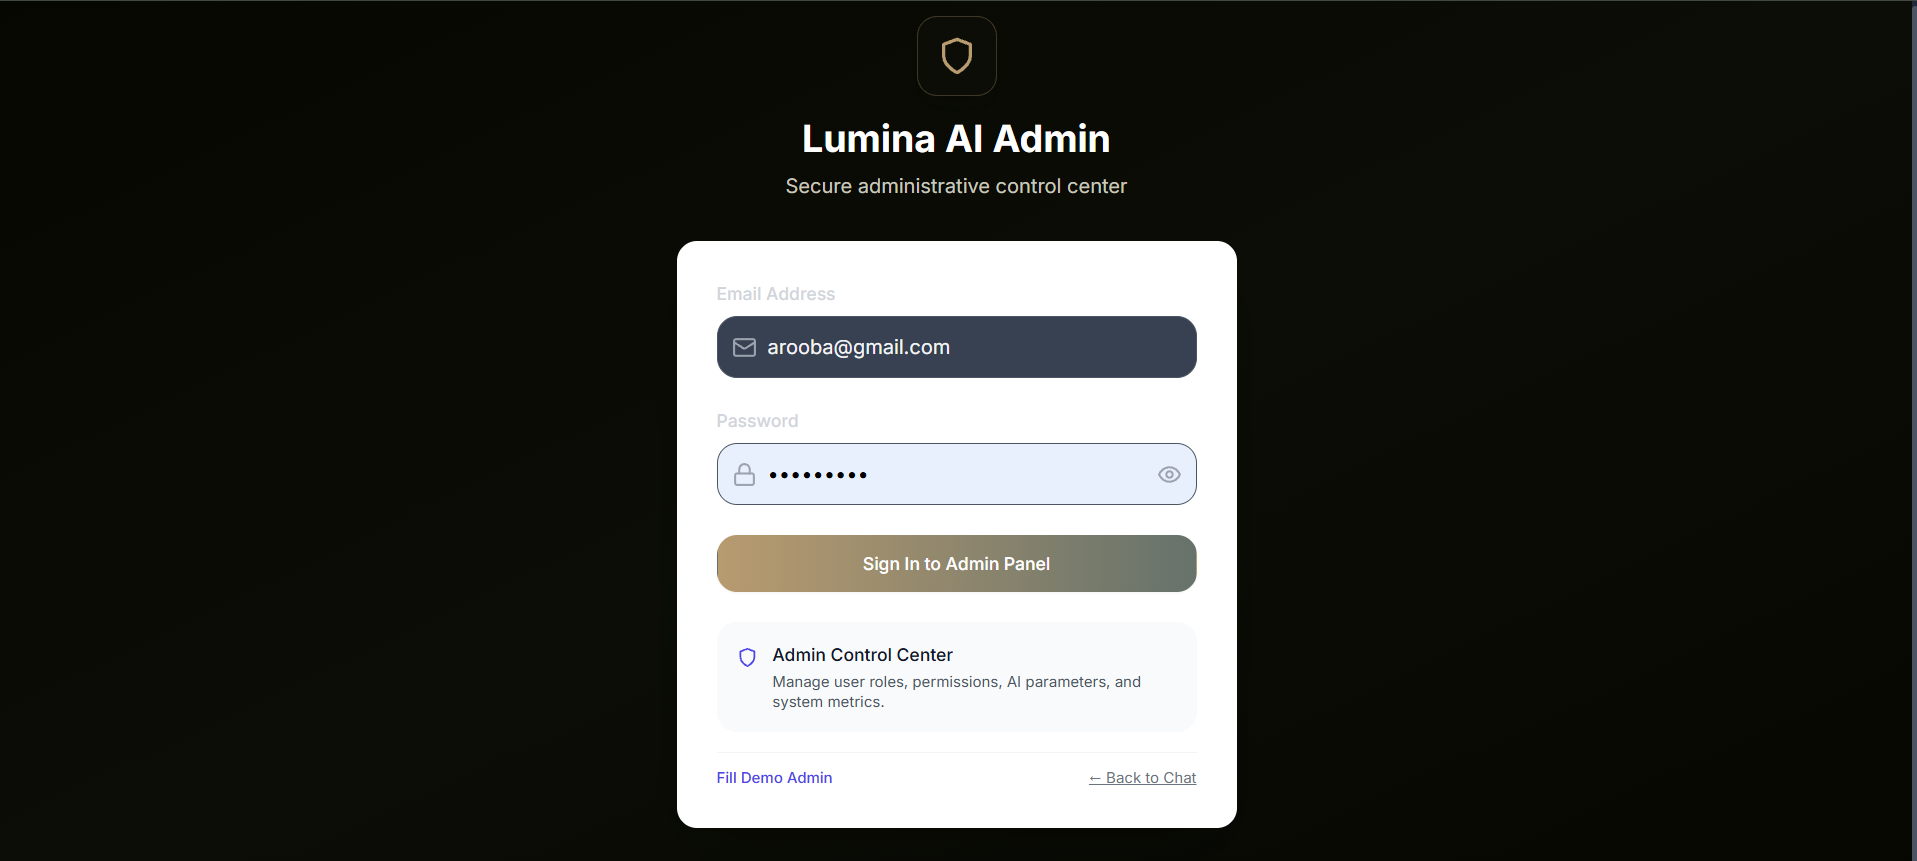 Lumina AI Admin
Secure administrative control center
Email Address
arooba@gmail.com
Password
•••••••••
Sign In to Admin Panel
Admin Control Center
Manage user roles, permissions, AI parameters, and
system metrics.
Fill Demo Admin
← Back to Chat